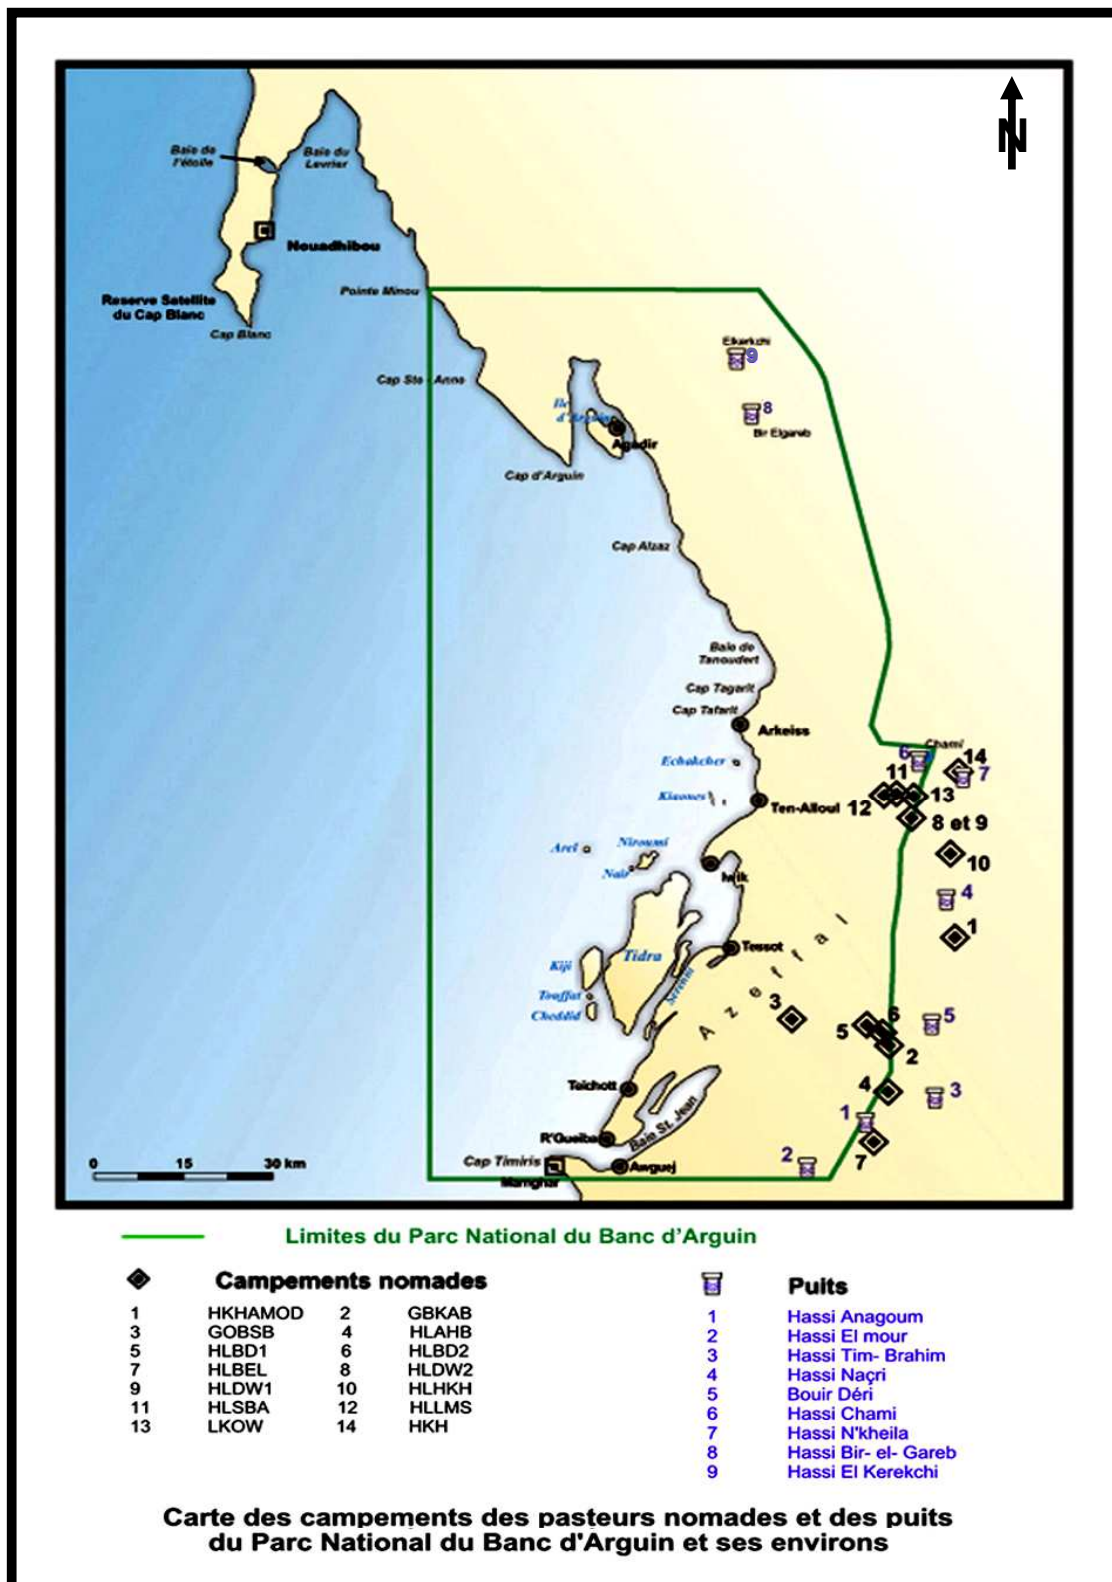 N
Baie de
l'étoile
Baie du
Levrier
Nouadhibou
Reserve Satellite
du Cap Blanc
Cap Blanc
Pointe Minou
Elkerkchi
9
Cap Ste - Anne
8
Bir Elgareb
Ile
d'Arguin
Agadir
Cap d'Arguin
Cap Alzaz
Baie de
Tanoudert
Cap Tagarit
Cap Tafarit
Arkeiss
Chami
6
14
7
Echakcher
11
Kiaones
12
13
Ten-Alloul
8 et 9
Arel
Niroumi
10
Nair
Iwik
4
1
Tessot
Tidra
Kiji
Serenni
Azeffal
Touffat
Cheddid
3
5
6
5
2
Teichott
4
3
1
R'Gueiba
Baie St. Jean
7
2
Cap Timiris
Awguej
Mamghar
0 15 30 km
Limites du Parc National du Banc d'Arguin
Campements nomades
1 HKHAMOD 2 GBKAB
3 GOBSB 4 HLAHB
5 HLBD1 6 HLBD2
7 HLBEL 8 HLDW2
9 HLDW1 10 HLHKH
11 HLSBA 12 HLLMS
13 LKOW 14 HKH
Puits
1 Hassi Anagoum
2 Hassi El mour
3 Hassi Tim- Brahim
4 Hassi Naçri
5 Bouir Déri
6 Hassi Chami
7 Hassi N'kheila
8 Hassi Bir- el- Gareb
9 Hassi El Kerekchi
Carte des campements des pasteurs nomades et des puits
du Parc National du Banc d'Arguin et ses environs